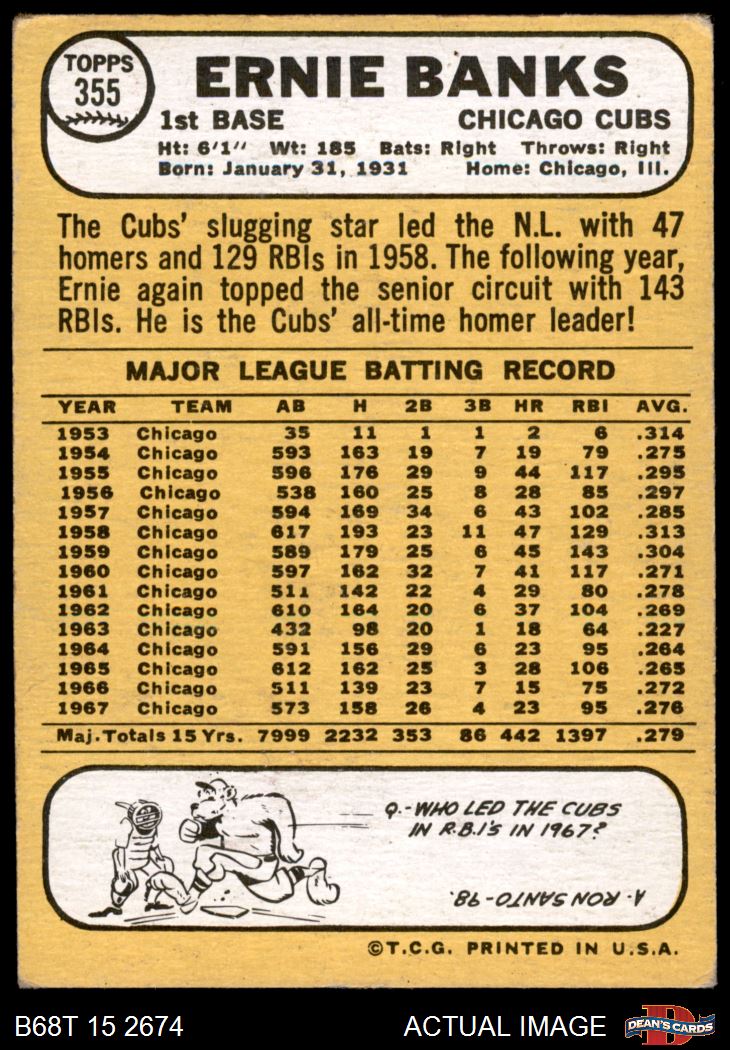 TOPPS
355
ERNIE BANKS
1st BASE CHICAGO CUBS
Ht: 6'1" Wt: 185 Bats: Right Throws: Right
Born: January 31, 1931 Home: Chicago, Ill.
The Cubs' slugging star led the N.L. with 47
homers and 129 RBIs in 1958. The following year,
Ernie again topped the senior circuit with 143
RBIs. He is the Cubs' all-time homer leader!
MAJOR LEAGUE BATTING RECORD
YEAR TEAM AB H 2B 3B HR RBI AVG.
1953 Chicago 35 11 1 1 2 6 .314
1954 Chicago 593 163 19 7 19 79 .275
1955 Chicago 596 176 29 9 44 117 .295
1956 Chicago 538 160 25 8 28 85 .297
1957 Chicago 594 169 34 6 43 102 .285
1958 Chicago 617 193 23 11 47 129 .313
1959 Chicago 589 179 25 6 45 143 .304
1960 Chicago 597 162 32 7 41 117 .271
1961 Chicago 511 142 22 4 29 80 .278
1962 Chicago 610 164 20 6 37 104 .269
1963 Chicago 432 98 20 1 18 64 .227
1964 Chicago 591 156 29 6 23 95 .264
1965 Chicago 612 162 25 3 28 106 .265
1966 Chicago 511 139 23 7 15 75 .272
1967 Chicago 573 158 26 4 23 95 .276
Maj. Totals 15 Yrs. 7999 2232 353 86 442 1397 .279
Q.-WHO LED THE CUBS
IN R.B.I'S IN 1967?
A. RON SANTO-98.
©T.C.G. PRINTED IN U.S.A.
B68T 15 2674 ACTUAL IMAGE
D
DEAN'S CARDS